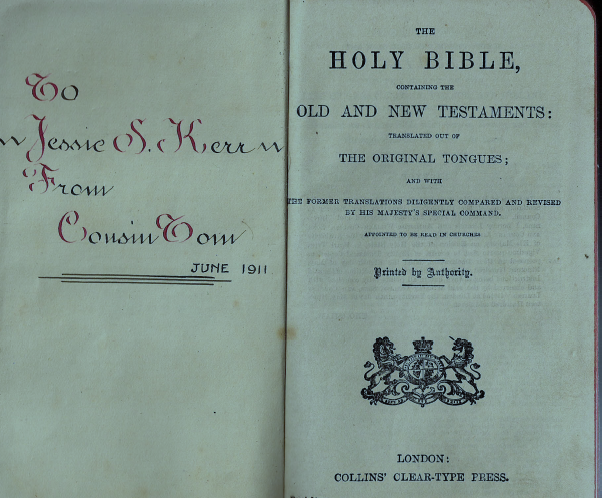 To
Jessie S. Kerr
From
Cousin Tom
JUNE 1911
THE
HOLY BIBLE,
CONTAINING THE
OLD AND NEW TESTAMENTS:
TRANSLATED OUT OF
THE ORIGINAL TONGUES;
AND WITH
THE FORMER TRANSLATIONS DILIGENTLY COMPARED AND REVISED
BY HIS MAJESTY'S SPECIAL COMMAND.
APPOINTED TO BE READ IN CHURCHES
Printed by Authority.
LONDON:
COLLINS' CLEAR-TYPE PRESS.